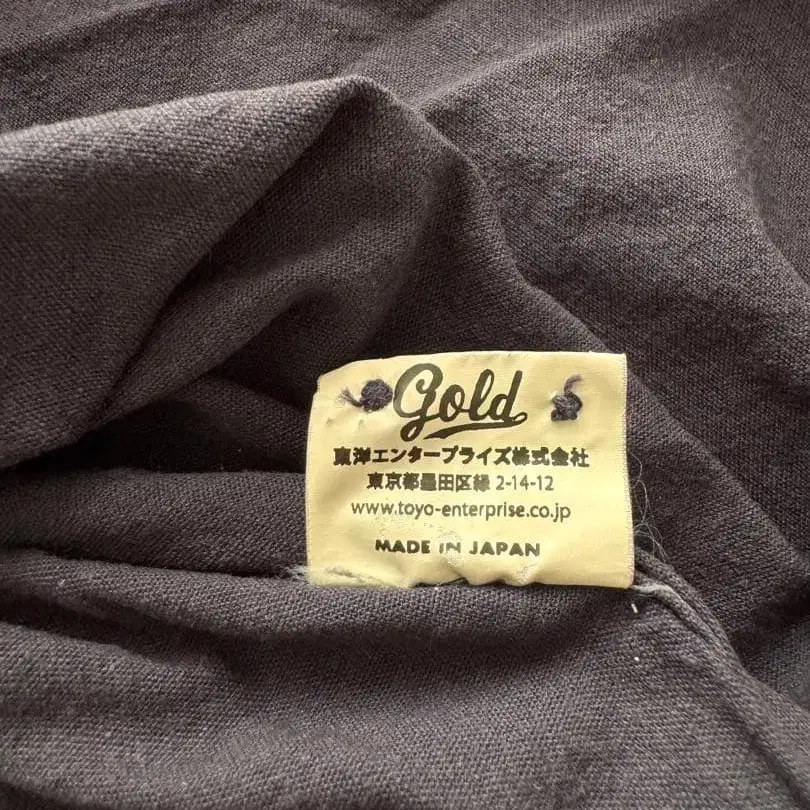 gold
東洋エンタープライズ株式会社
東京都墨田区緑 2-14-12
www.toyo-enterprise.co.jp
MADE IN JAPAN